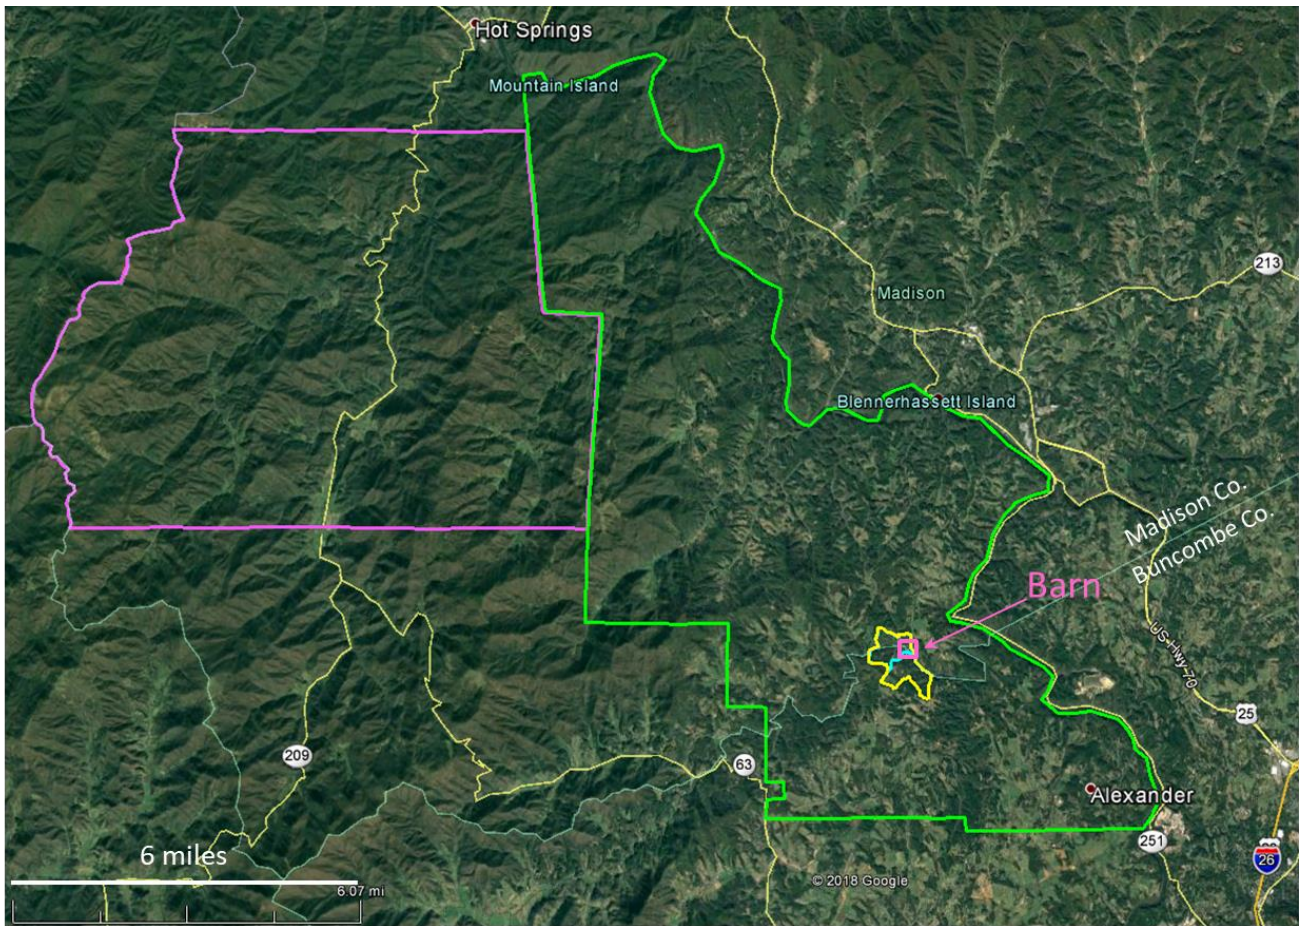 Hot Springs
Mountain Island
213
Madison
Blennerhassett Island
Madison Co.
Buncombe Co.
Barn
US Hwy 70
25
209
63
Alexander
251
6 miles
6.07 mi
26
© 2018 Google